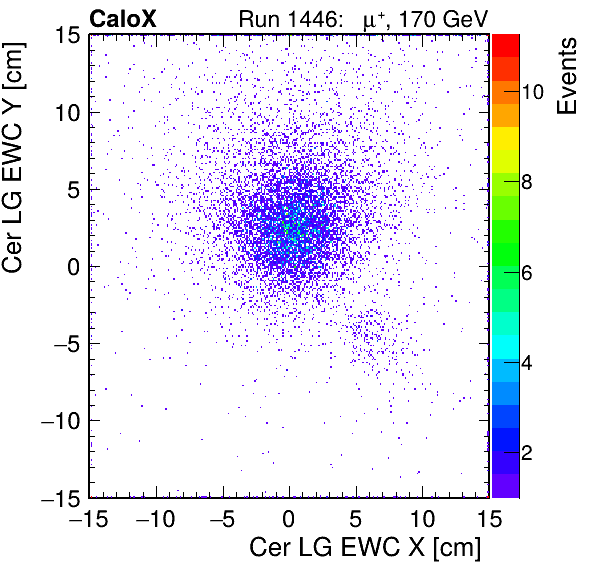 CaloX Run 1446: μ⁺, 170 GeV
Cer LG EWC Y [cm]
15
10
5
0
−5
−10
−15
−15 −10 −5 0 5 10 15
Cer LG EWC X [cm]
Events
10
8
6
4
2